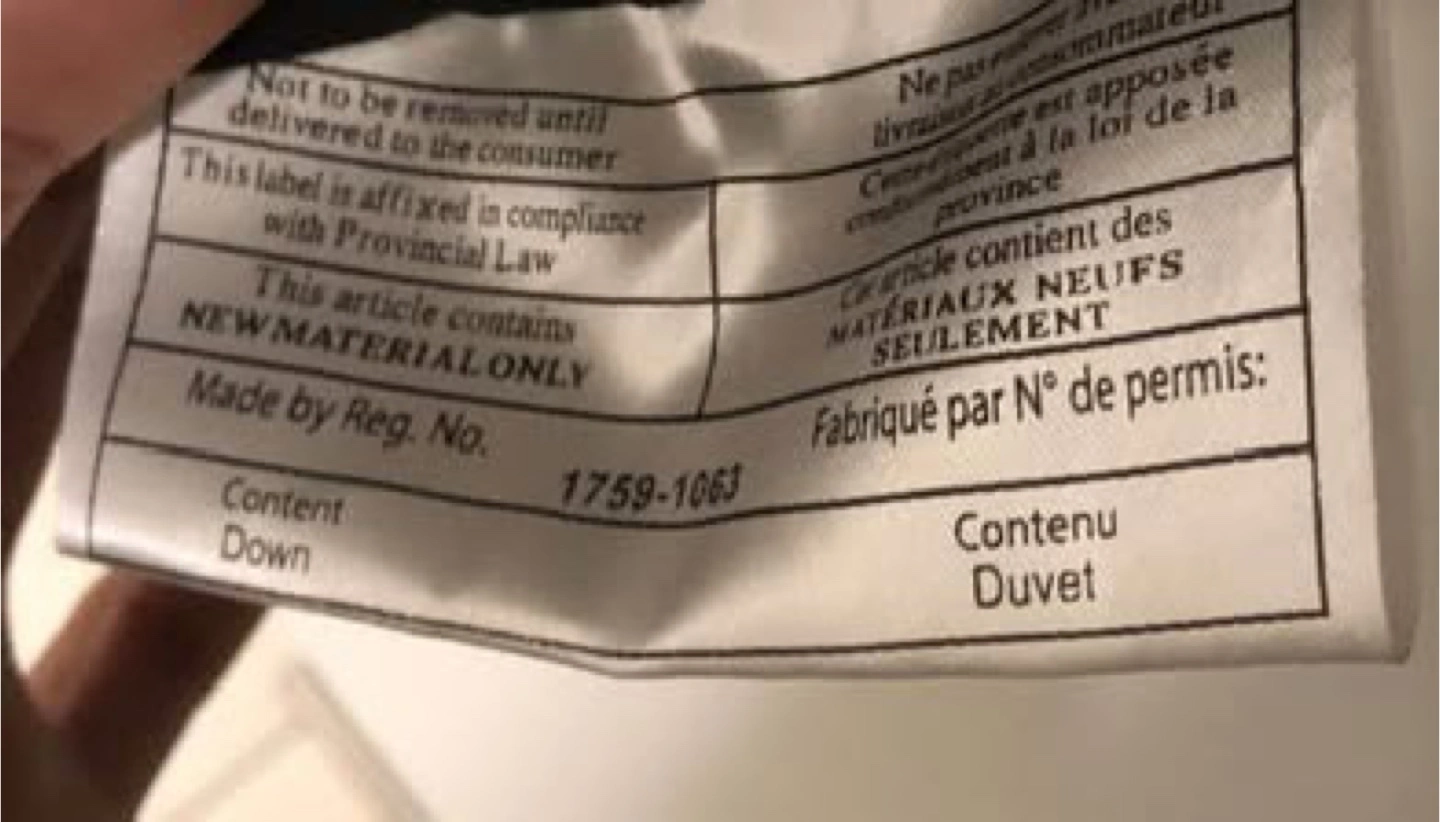 Not to be removed until
delivered to the consumer
Ne pas
consommateur
This label is affixed in compliance
with Provincial Law
est apposée
à la loi de la
province
This article contains
NEW MATERIAL ONLY
Cet article contient des
MATÉRIAUX NEUFS
SEULEMENT
Made by Reg. No.
Fabriqué par N° de permis:
1759-1063
Content
Down
Contenu
Duvet